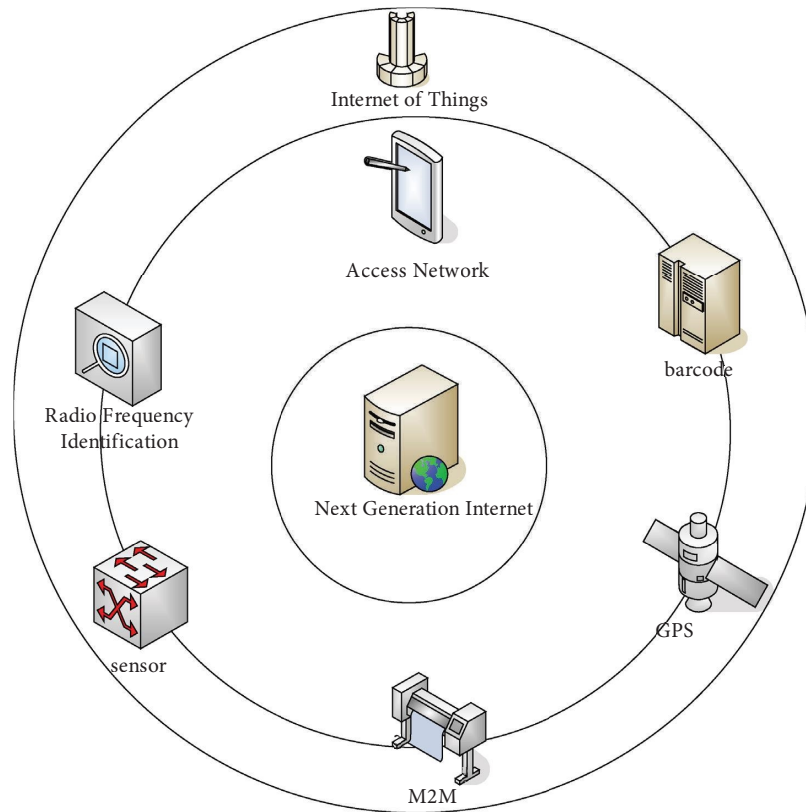 Internet of Things
Access Network
barcode
Radio Frequency
Identification
Next Generation Internet
GPS
sensor
M2M